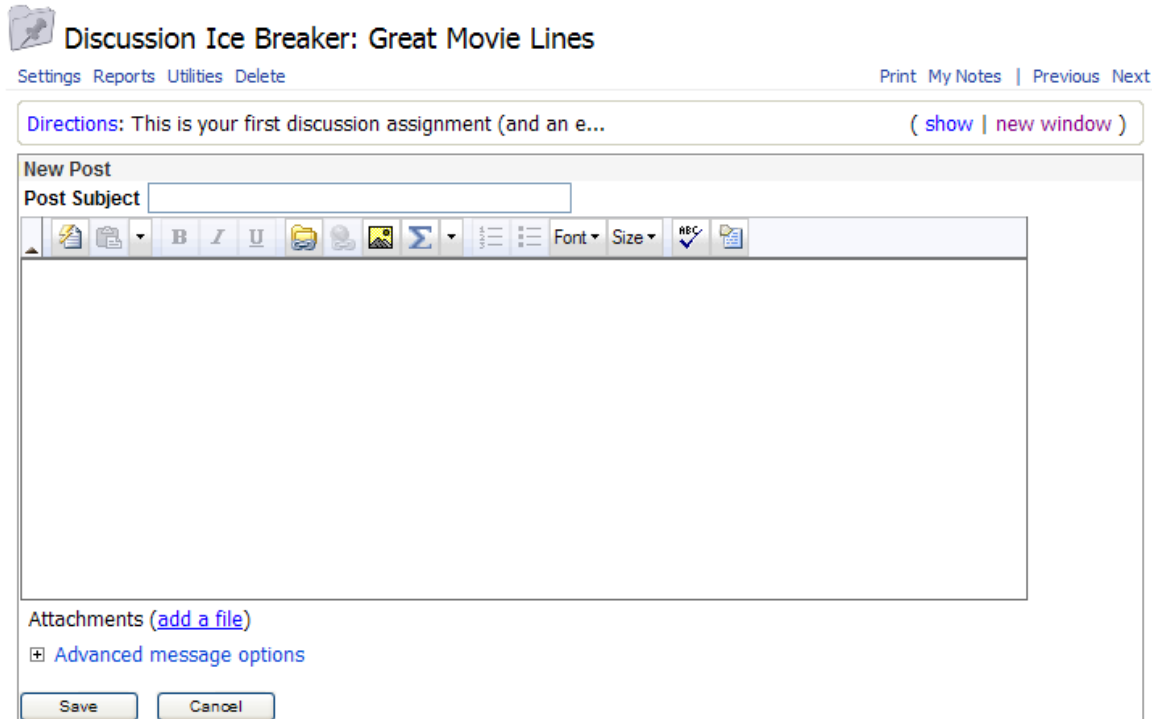 Discussion Ice Breaker: Great Movie Lines
Settings Reports Utilities Delete Print My Notes | Previous Next
Directions: This is your first discussion assignment (and an e... ( show | new window )
New Post
Post Subject
B I U Σ Font Size ABC
Attachments (add a file)
Advanced message options
Save Cancel